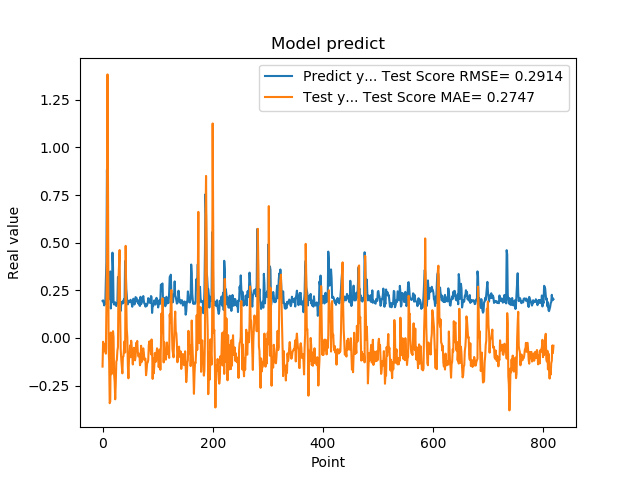 Model predict
Predict y... Test Score RMSE= 0.2914
Test y... Test Score MAE= 0.2747
Real value
1.25
1.00
0.75
0.50
0.25
0.00
−0.25
0 200 400 600 800
Point